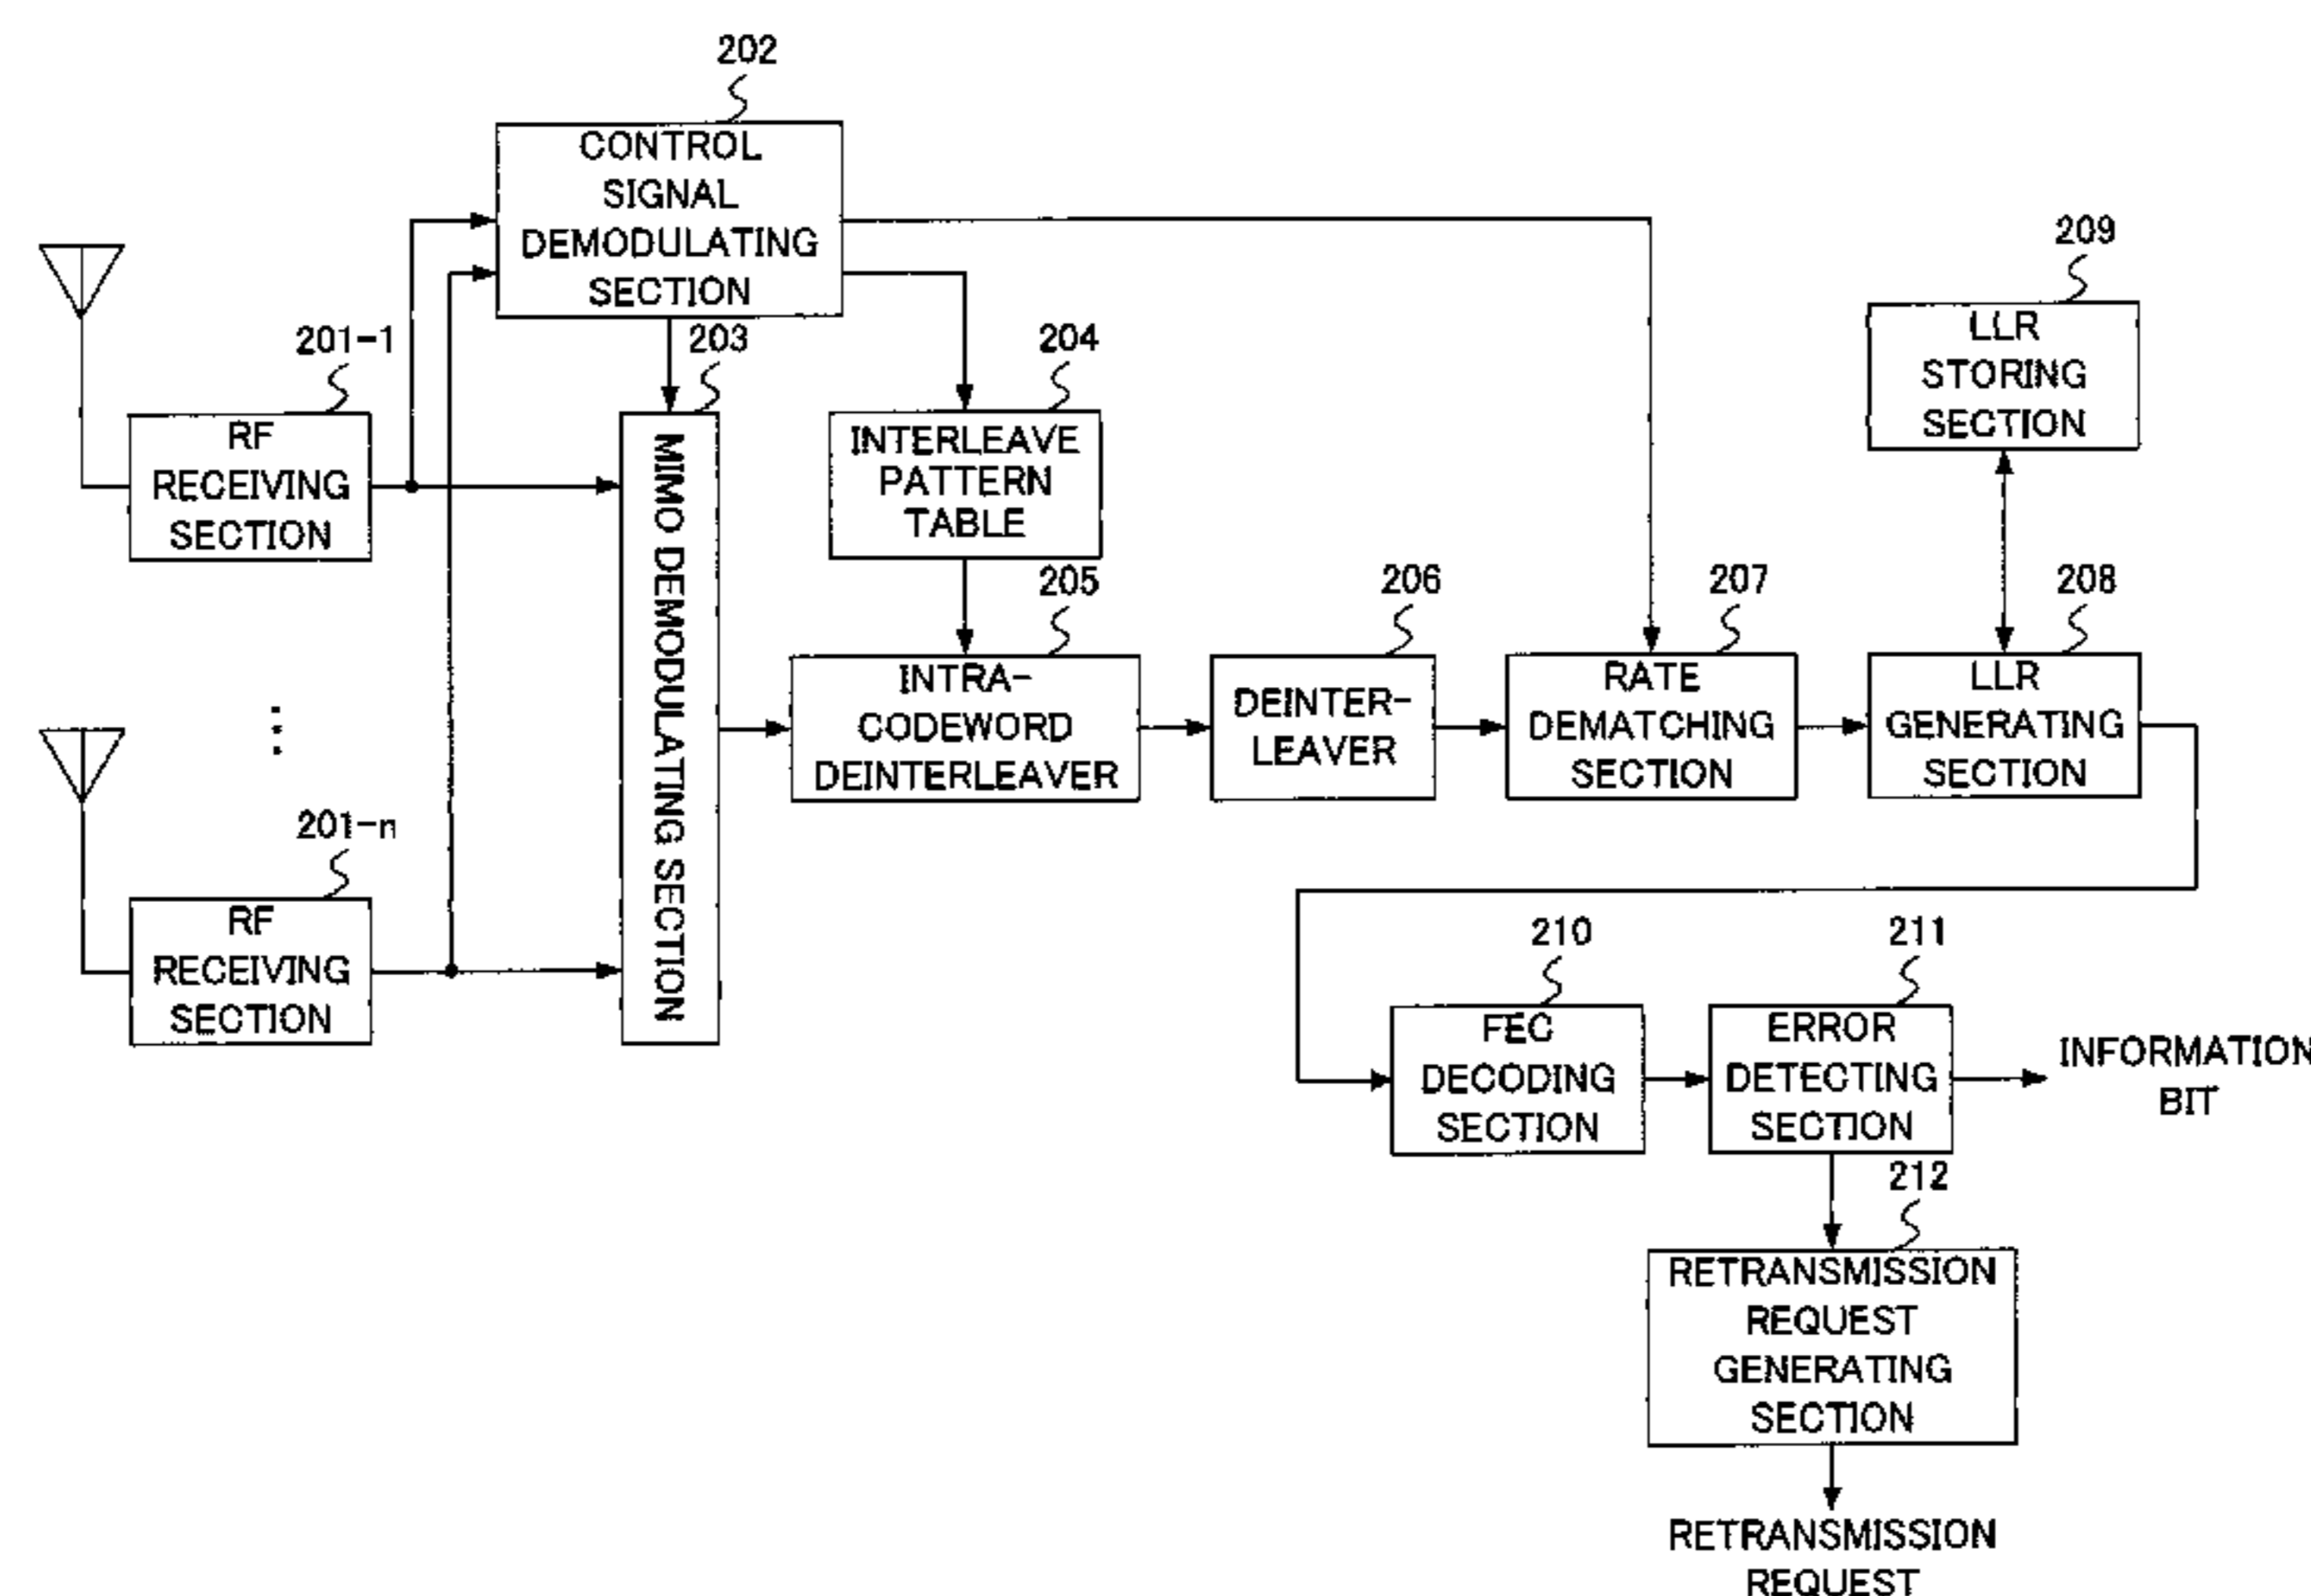 202
CONTROL
SIGNAL
DEMODULATING
SECTION
209
LLR
STORING
SECTION
201-1
RF
RECEIVING
SECTION
203
MIMO DEMODULATING SECTION
204
INTERLEAVE
PATTERN
TABLE
205
INTRA-
CODEWORD
DEINTERLEAVER
206
DEINTER-
LEAVER
207
RATE
DEMATCHING
SECTION
208
LLR
GENERATING
SECTION
201-n
RF
RECEIVING
SECTION
210
FEC
DECODING
SECTION
211
ERROR
DETECTING
SECTION
INFORMATION
BIT
212
RETRANSMISSION
REQUEST
GENERATING
SECTION
RETRANSMISSION
REQUEST